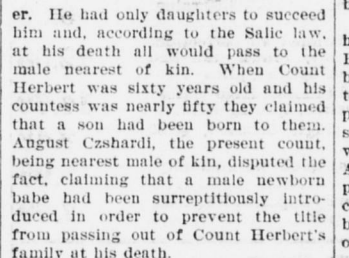 er. He had only daughters to succeed
him and, according to the Salic law,
at his death all would pass to the
male nearest of kin. When Count
Herbert was sixty years old and his
countess was nearly fifty they claimed
that a son had been born to them.
August Czshardi, the present count,
being nearest male of kin, disputed the
fact, claiming that a male newborn
babe had been surreptitiously intro-
duced in order to prevent the title
from passing out of Count Herbert's
family at his death.